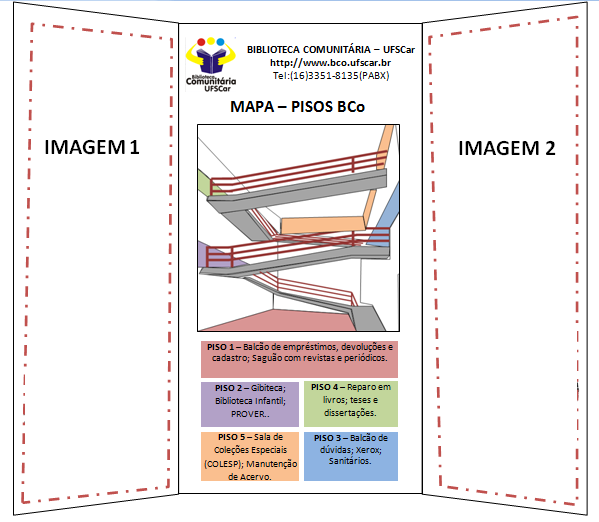 IMAGEM 1
Biblioteca
Comunitária
UFSCar
BIBLIOTECA COMUNITÁRIA – UFSCar
http://www.bco.ufscar.br
Tel:(16)3351-8135(PABX)
MAPA – PISOS BCo
PISO 1 – Balcão de empréstimos, devoluções e
cadastro; Saguão com revistas e periódicos.
PISO 2 – Gibiteca;
Biblioteca Infantil;
PROVER..
PISO 4 – Reparo em
livros; teses e
dissertações.
PISO 5 – Sala de
Coleções Especiais
(COLESP); Manutenção
de Acervo.
PISO 3 – Balcão de
dúvidas; Xerox;
Sanitários.
IMAGEM 2